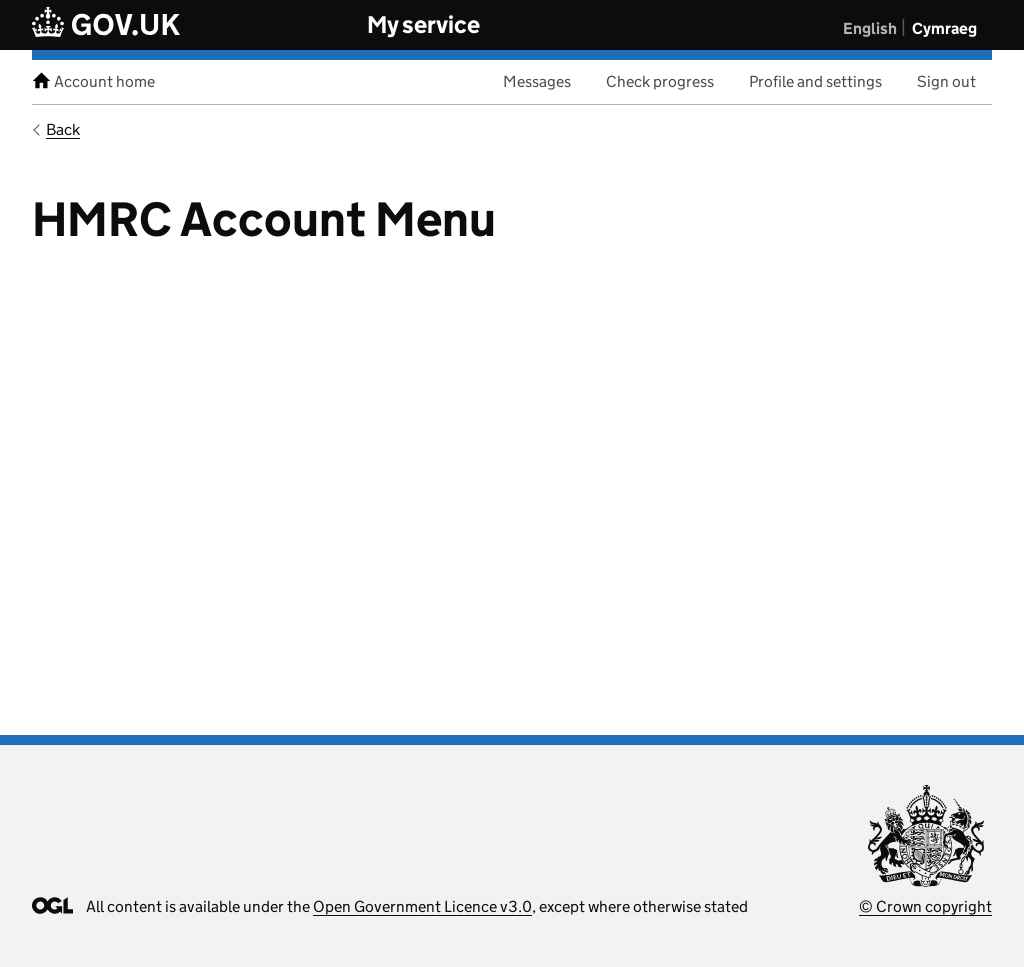 GOV.UK My service English Cymraeg
Account home Messages Check progress Profile and settings Sign out
Back
HMRC Account Menu
QUI
DIEU ET MON DROIT
OGL All content is available under the Open Government Licence v3.0, except where otherwise stated © Crown copyright